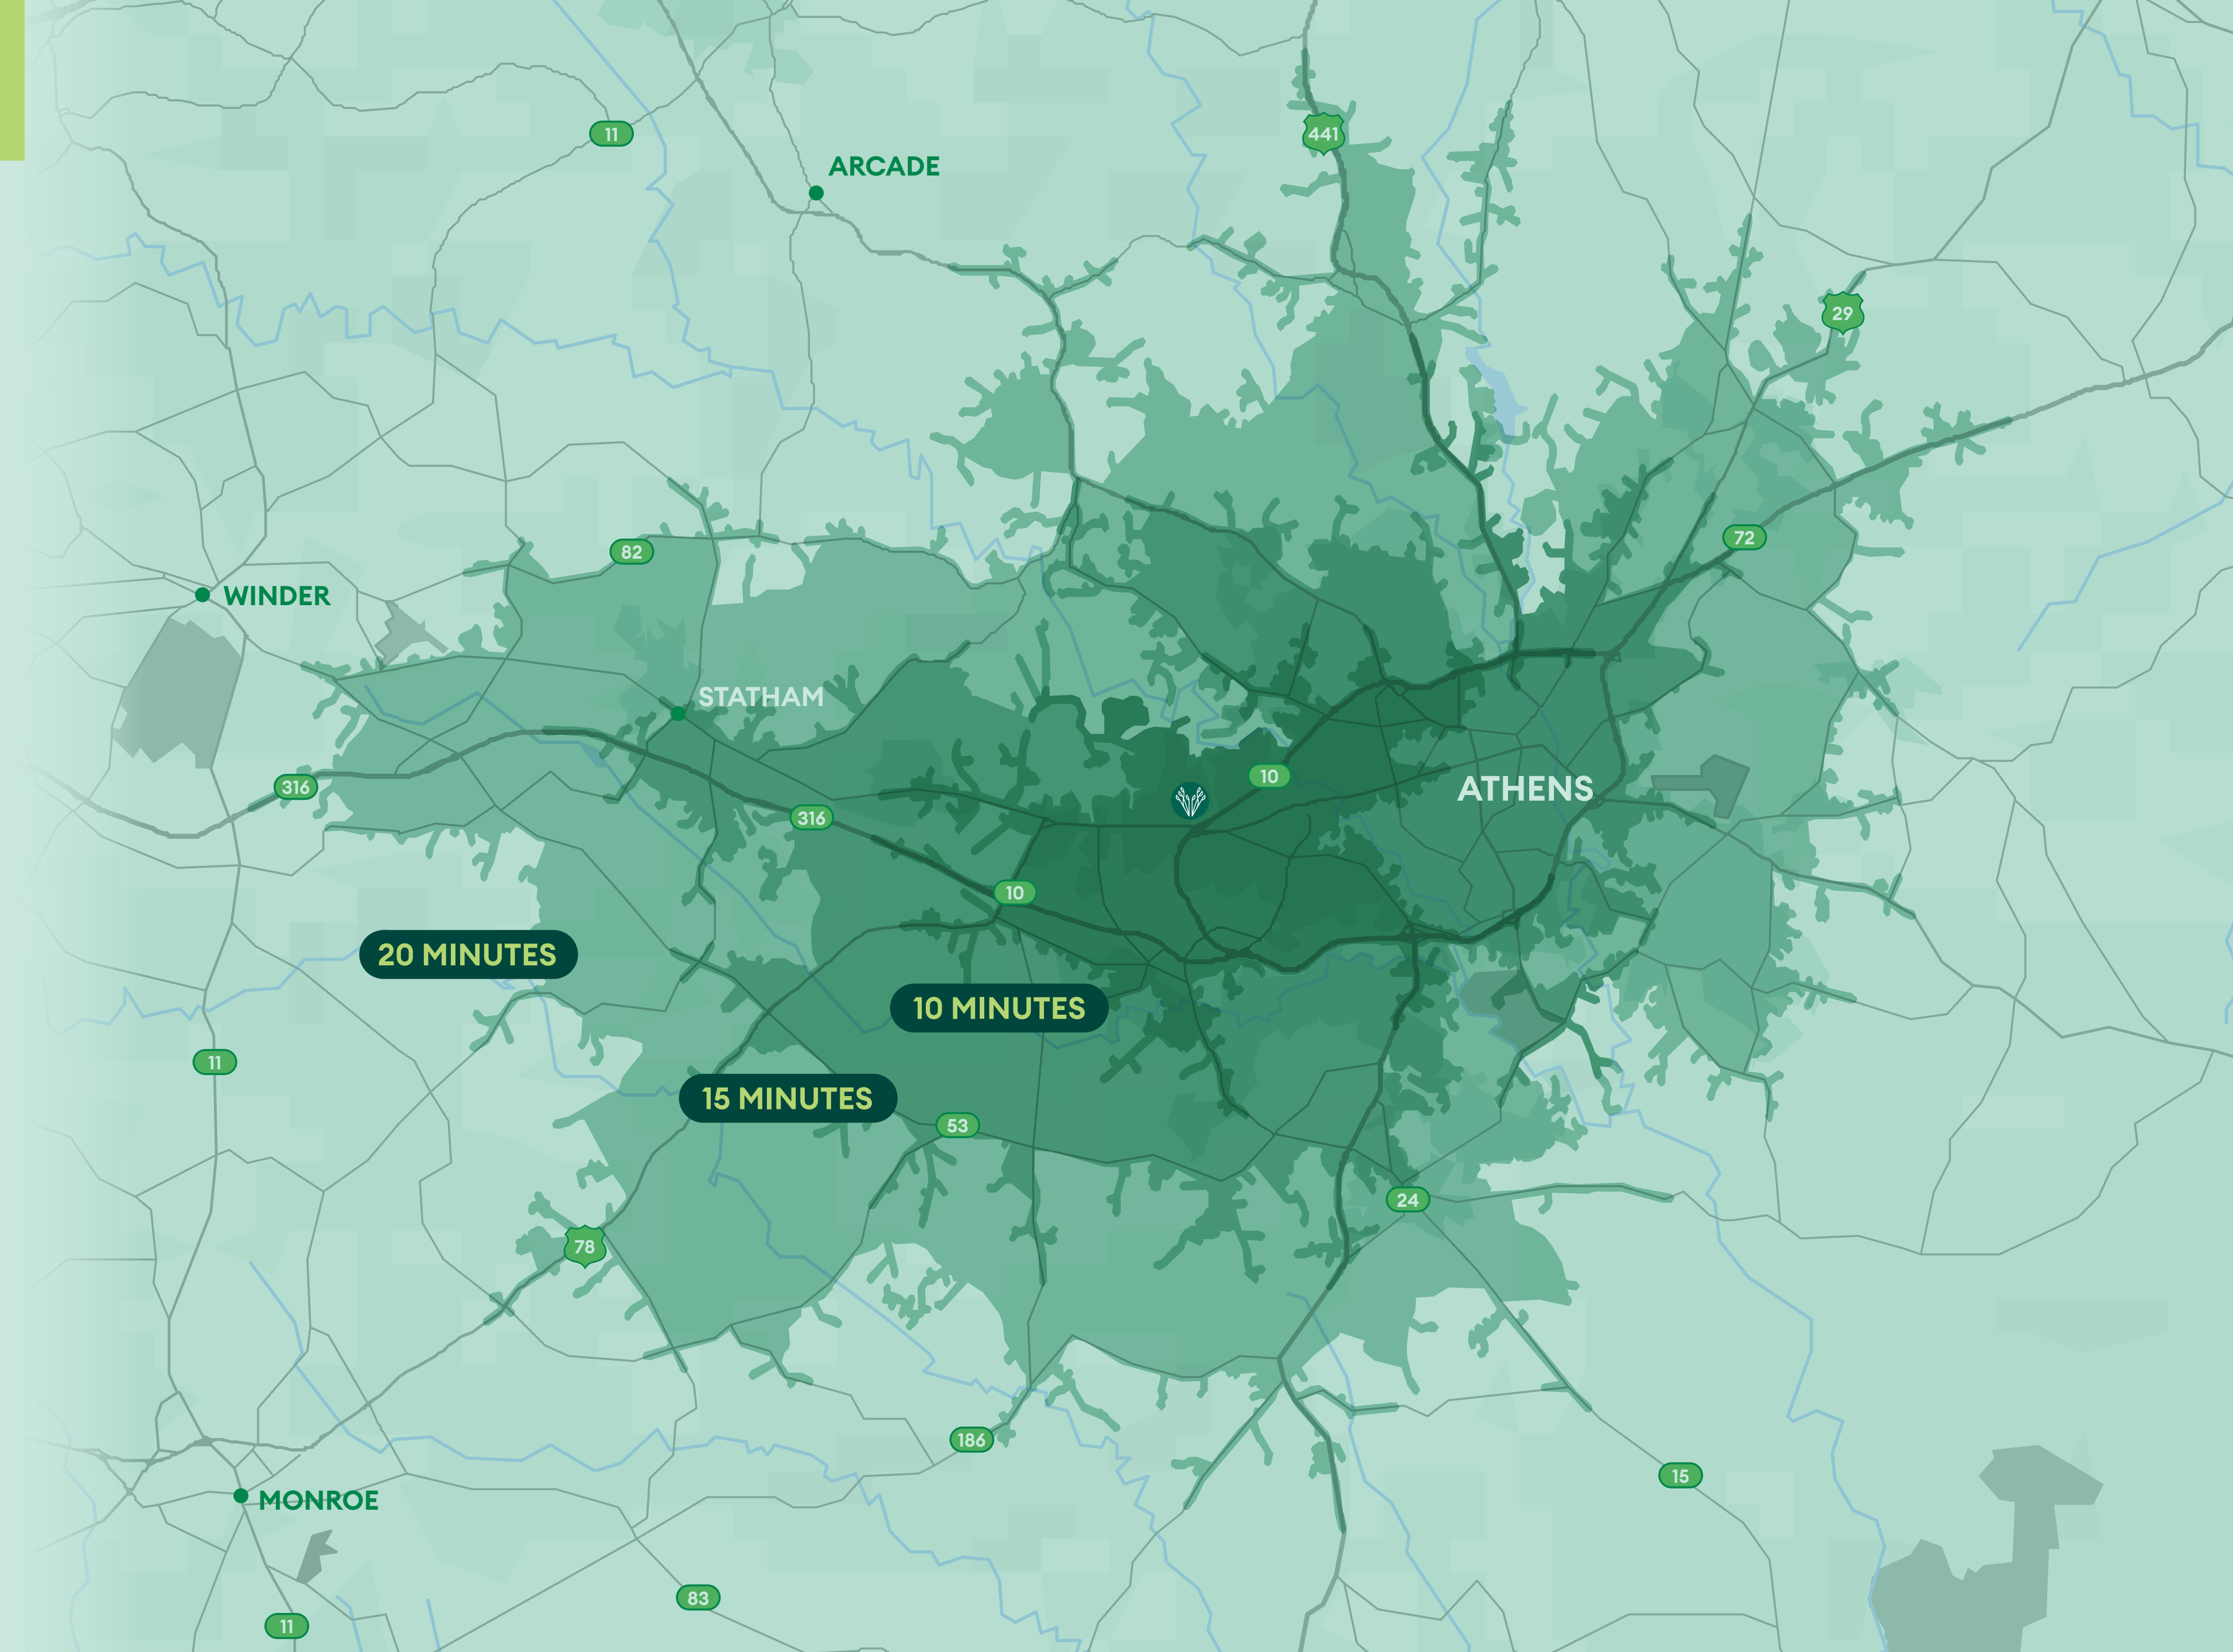 11
441
ARCADE
29
82
72
WINDER
STATHAM
316
10
ATHENS
316
10
20 MINUTES
10 MINUTES
11
15 MINUTES
53
24
78
186
15
MONROE
83
11